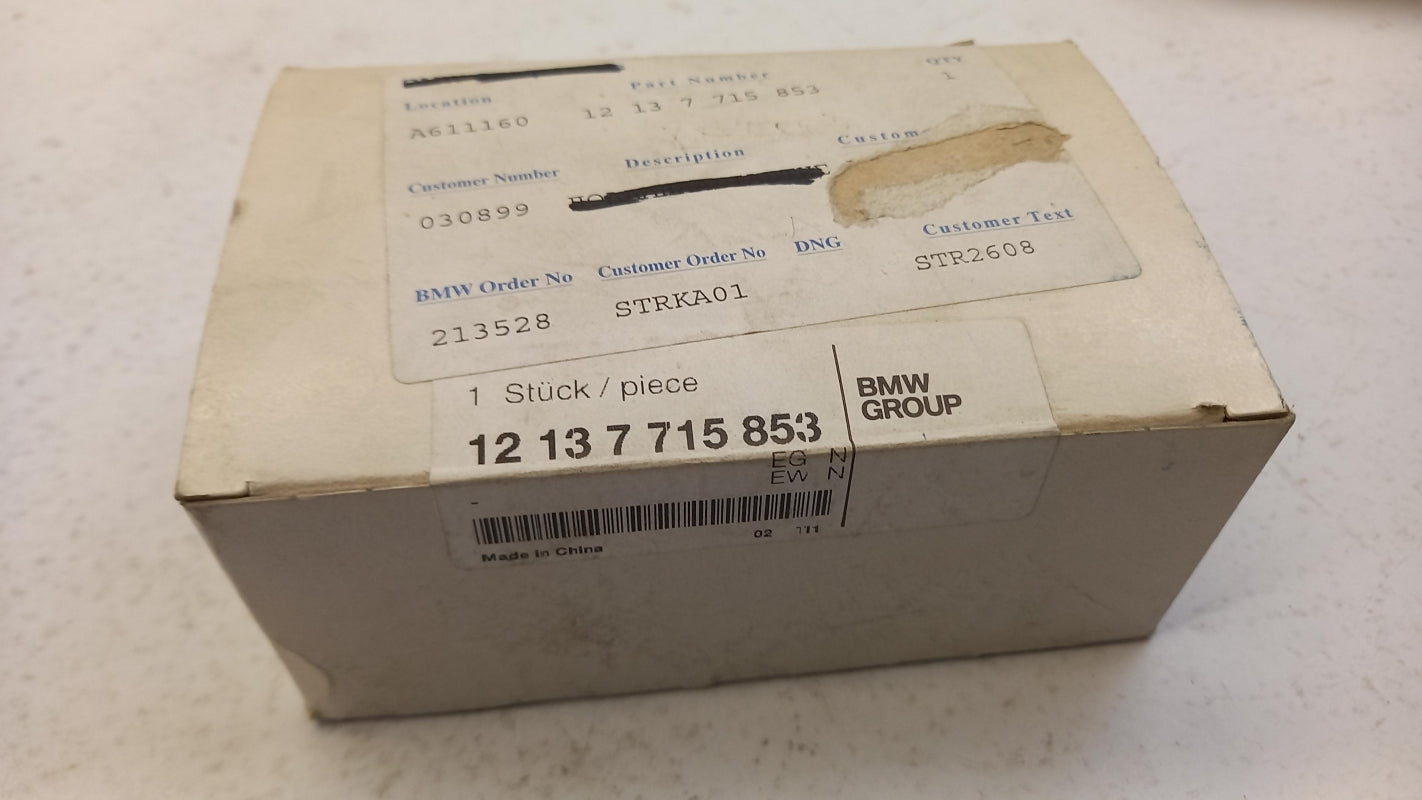 Location Part Number QTY
A611160 12 13 7 715 853 1
Customer Number Description Custom
030899
BMW Order No Customer Order No DNG Customer Text
213528 STRKA01 STR2608
1 Stück / piece
12 13 7 715 853
BMW
GROUP
EG N
EW N
-
02 111
Made in China